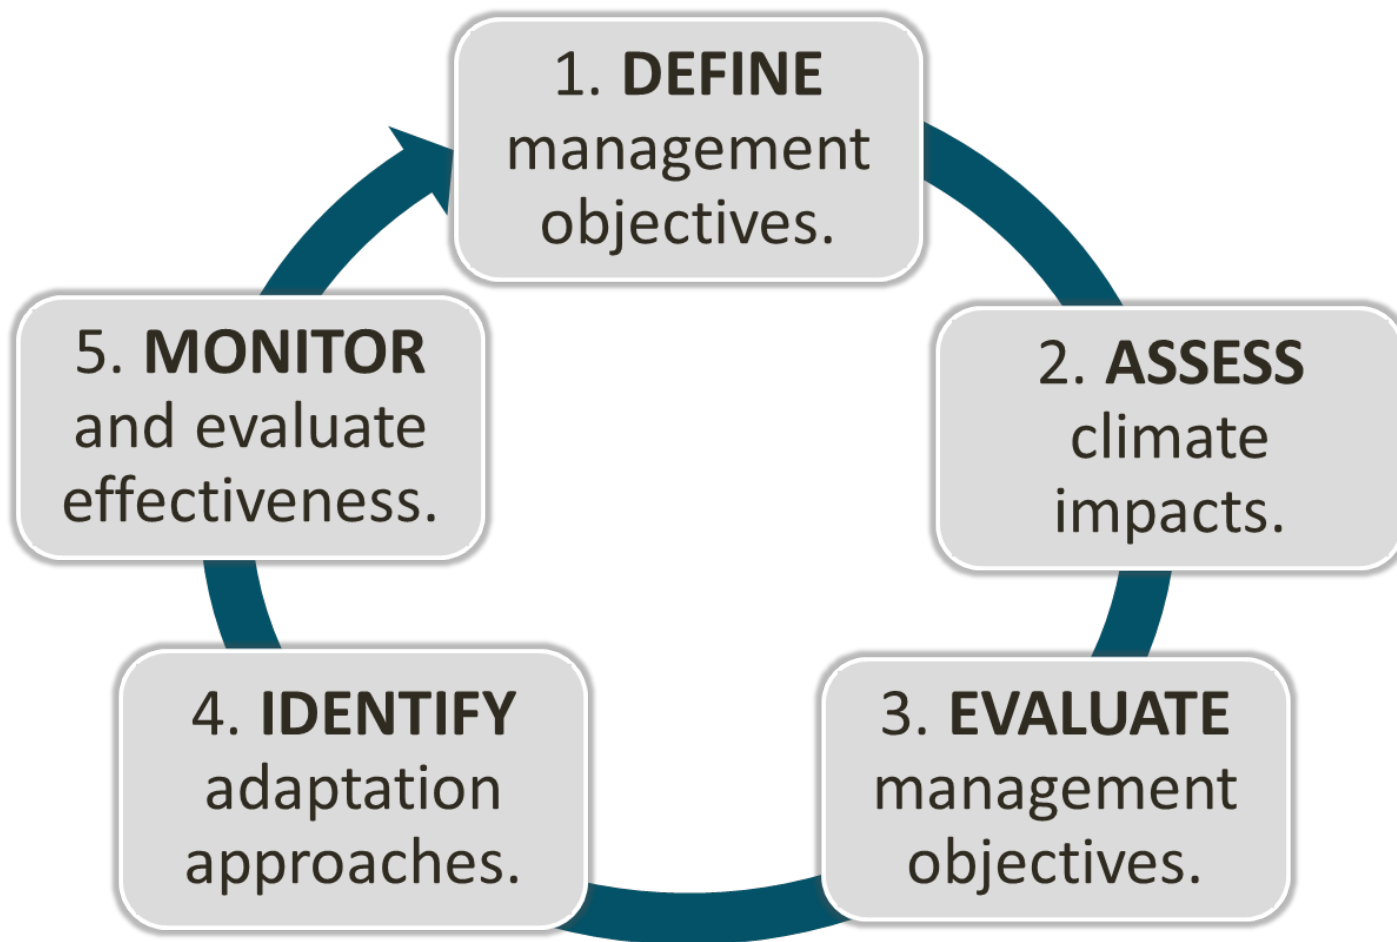 1. DEFINE
management
objectives.
2. ASSESS
climate
impacts.
3. EVALUATE
management
objectives.
4. IDENTIFY
adaptation
approaches.
5. MONITOR
and evaluate
effectiveness.